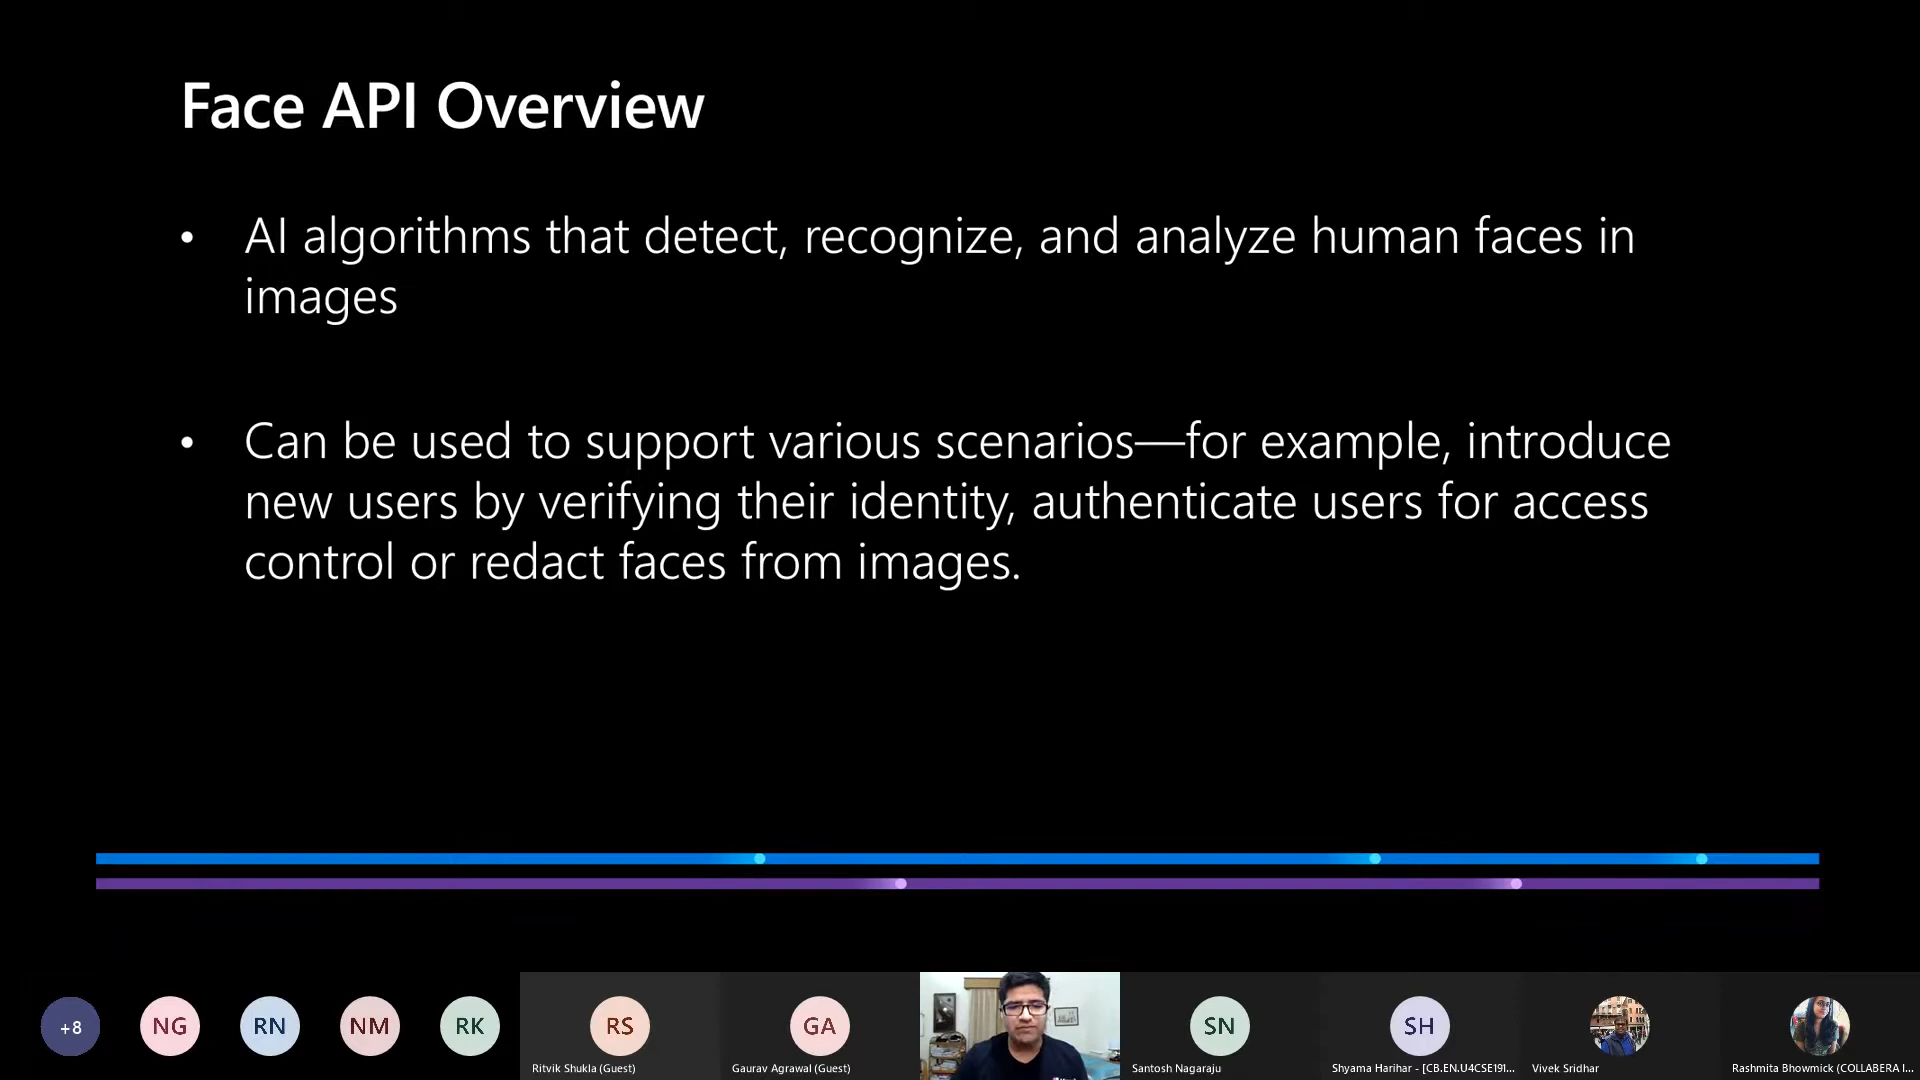 Face API Overview
• AI algorithms that detect, recognize, and analyze human faces in
images
• Can be used to support various scenarios—for example, introduce
new users by verifying their identity, authenticate users for access
control or redact faces from images.
+8
NG
RN
NM
RK
RS
Ritvik Shukla (Guest)
GA
Gaurav Agrawal (Guest)
SN
Santosh Nagaraju
SH
Shyama Harihar - [CB.EN.U4CSE191...
Vivek Sridhar
Rashmita Bhowmick (COLLABERA I...